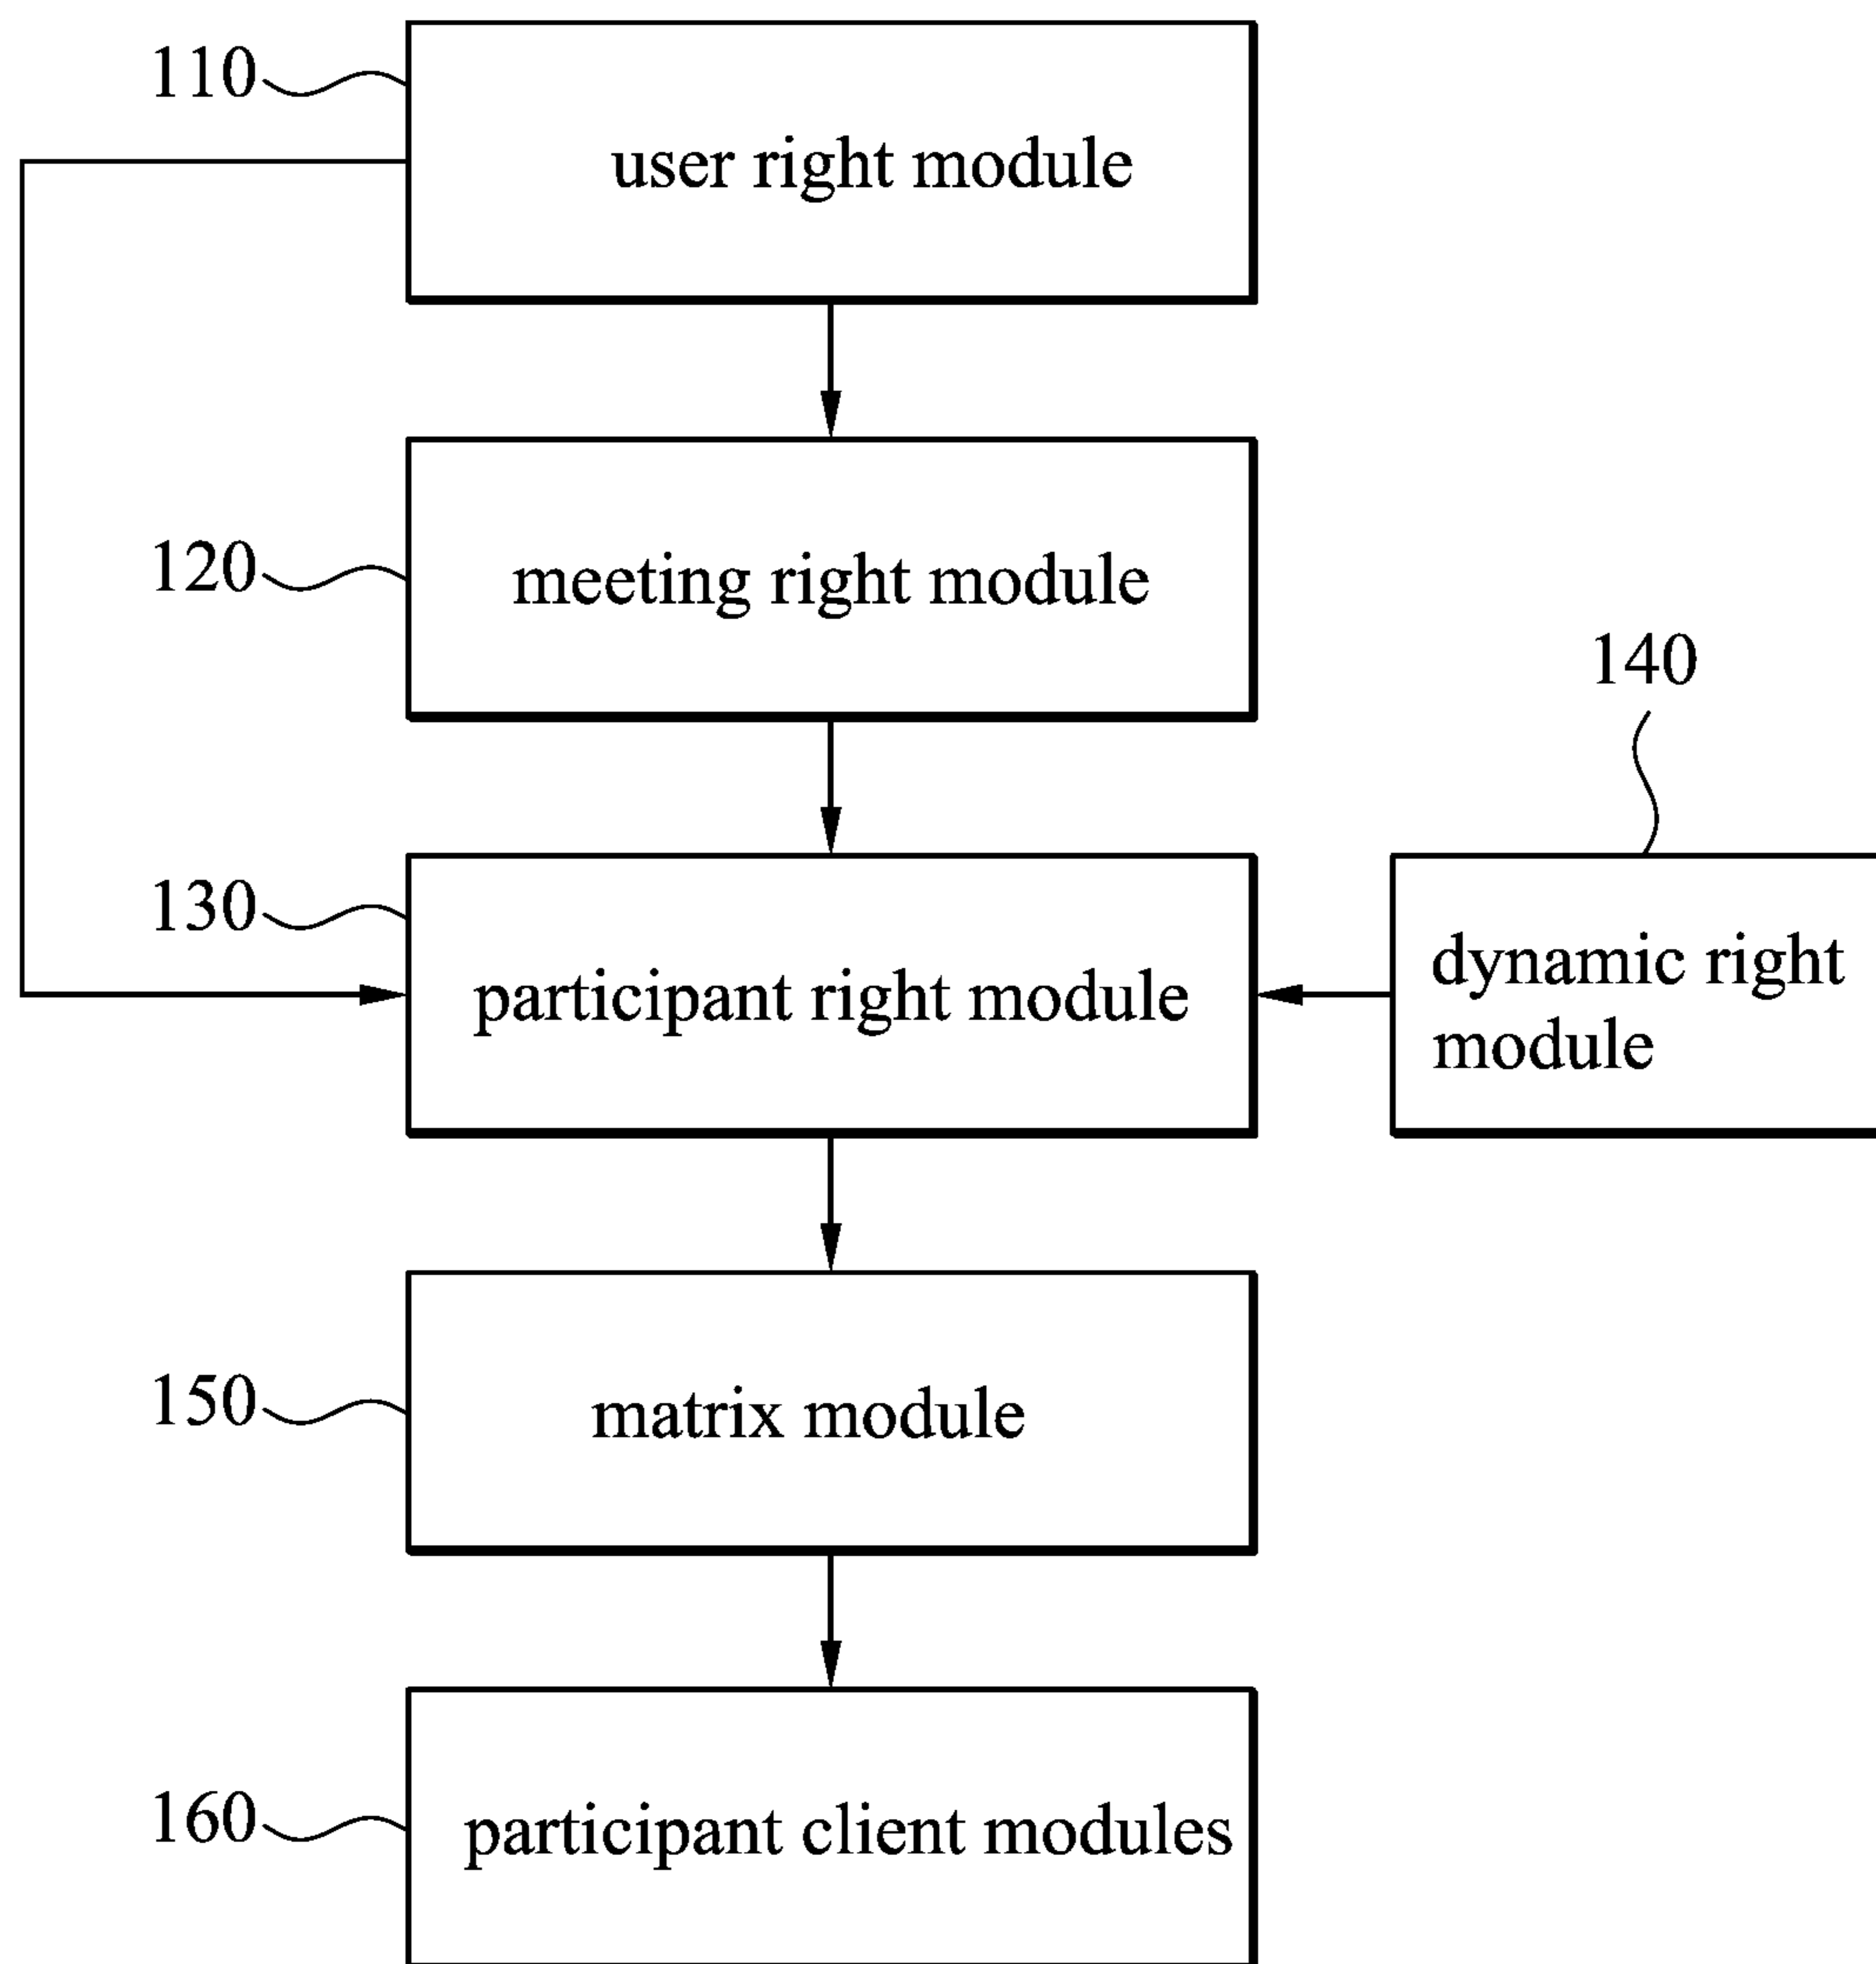 110
user right module
120
meeting right module
140
130
participant right module
dynamic right
module
150
matrix module
160
participant client modules